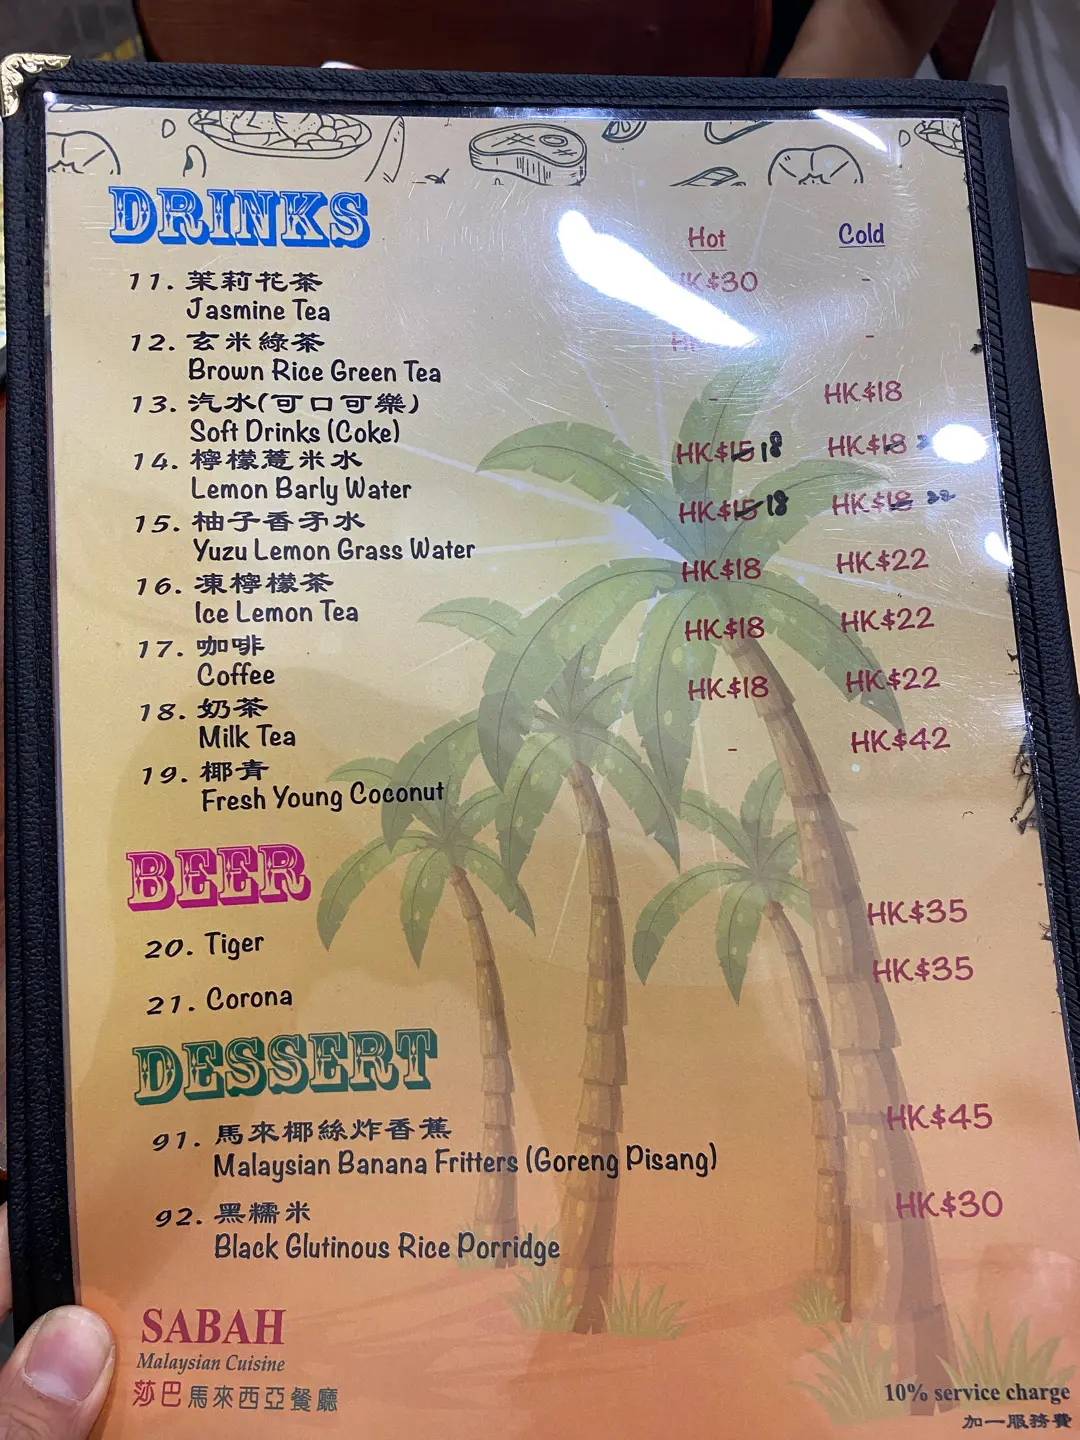 DRINKS
Hot Cold
11. 茉莉花茶 HK$30 -
Jasmine Tea
12. 玄米綠茶 -
Brown Rice Green Tea
13. 汽水(可口可樂) - HK$18
Soft Drinks (Coke)
14. 檸檬薏米水 HK$15 18 HK$18
Lemon Barly Water
15. 柚子香矛水 HK$15 18 HK$18 22
Yuzu Lemon Grass Water
16. 凍檸檬茶 HK$18 HK$22
Ice Lemon Tea
17. 咖啡 HK$18 HK$22
Coffee
18. 奶茶 HK$18 HK$22
Milk Tea
19. 椰青 - HK$42
Fresh Young Coconut
BEER
20. Tiger HK$35
21. Corona HK$35
DESSERT
91. 馬來椰絲炸香蕉 HK$45
Malaysian Banana Fritters (Goreng Pisang)
92. 黑糯米 HK$30
Black Glutinous Rice Porridge
SABAH
Malaysian Cuisine
莎巴馬來西亞餐廳
10% service charge
加一服務費